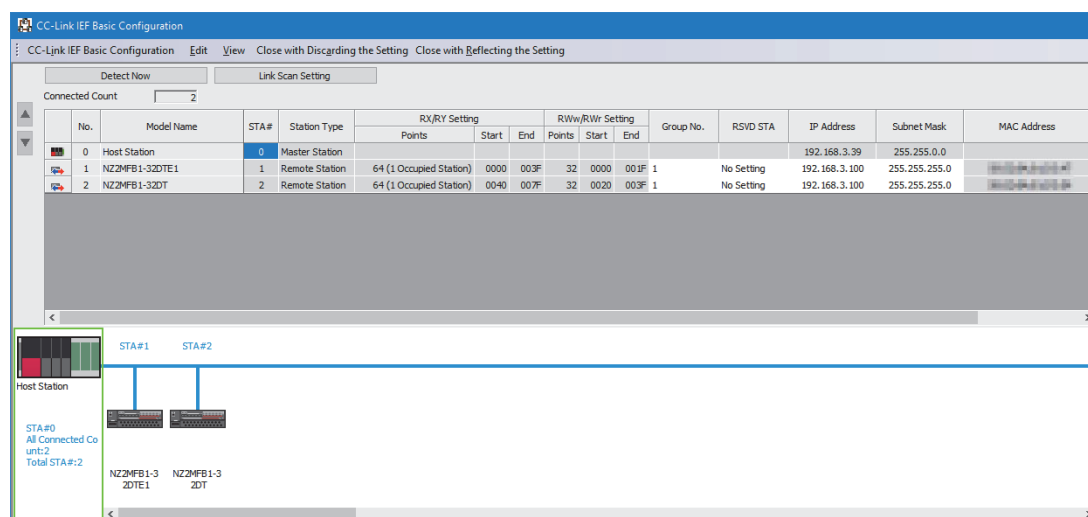 CC-Link IEF Basic Configuration
CC-Link IEF Basic Configuration Edit View Close with Discarding the Setting Close with Reflecting the Setting
Detect Now Link Scan Setting
Connected Count 2
No. Model Name STA# Station Type RX/RY Setting RWw/RWr Setting Group No. RSVD STA IP Address Subnet Mask MAC Address
Points Start End Points Start End
0 Host Station 0 Master Station 192.168.3.39 255.255.0.0
1 NZ2MFB1-32DTE1 1 Remote Station 64 (1 Occupied Station) 0000 003F 32 0000 001F 1 No Setting 192.168.3.100 255.255.255.0
2 NZ2MFB1-32DT 2 Remote Station 64 (1 Occupied Station) 0040 007F 32 0020 003F 1 No Setting 192.168.3.100 255.255.255.0
STA#1 STA#2
Host Station
STA#0
All Connected Co
unt:2
Total STA#:2
NZ2MFB1-3 NZ2MFB1-3
2DTE1 2DT